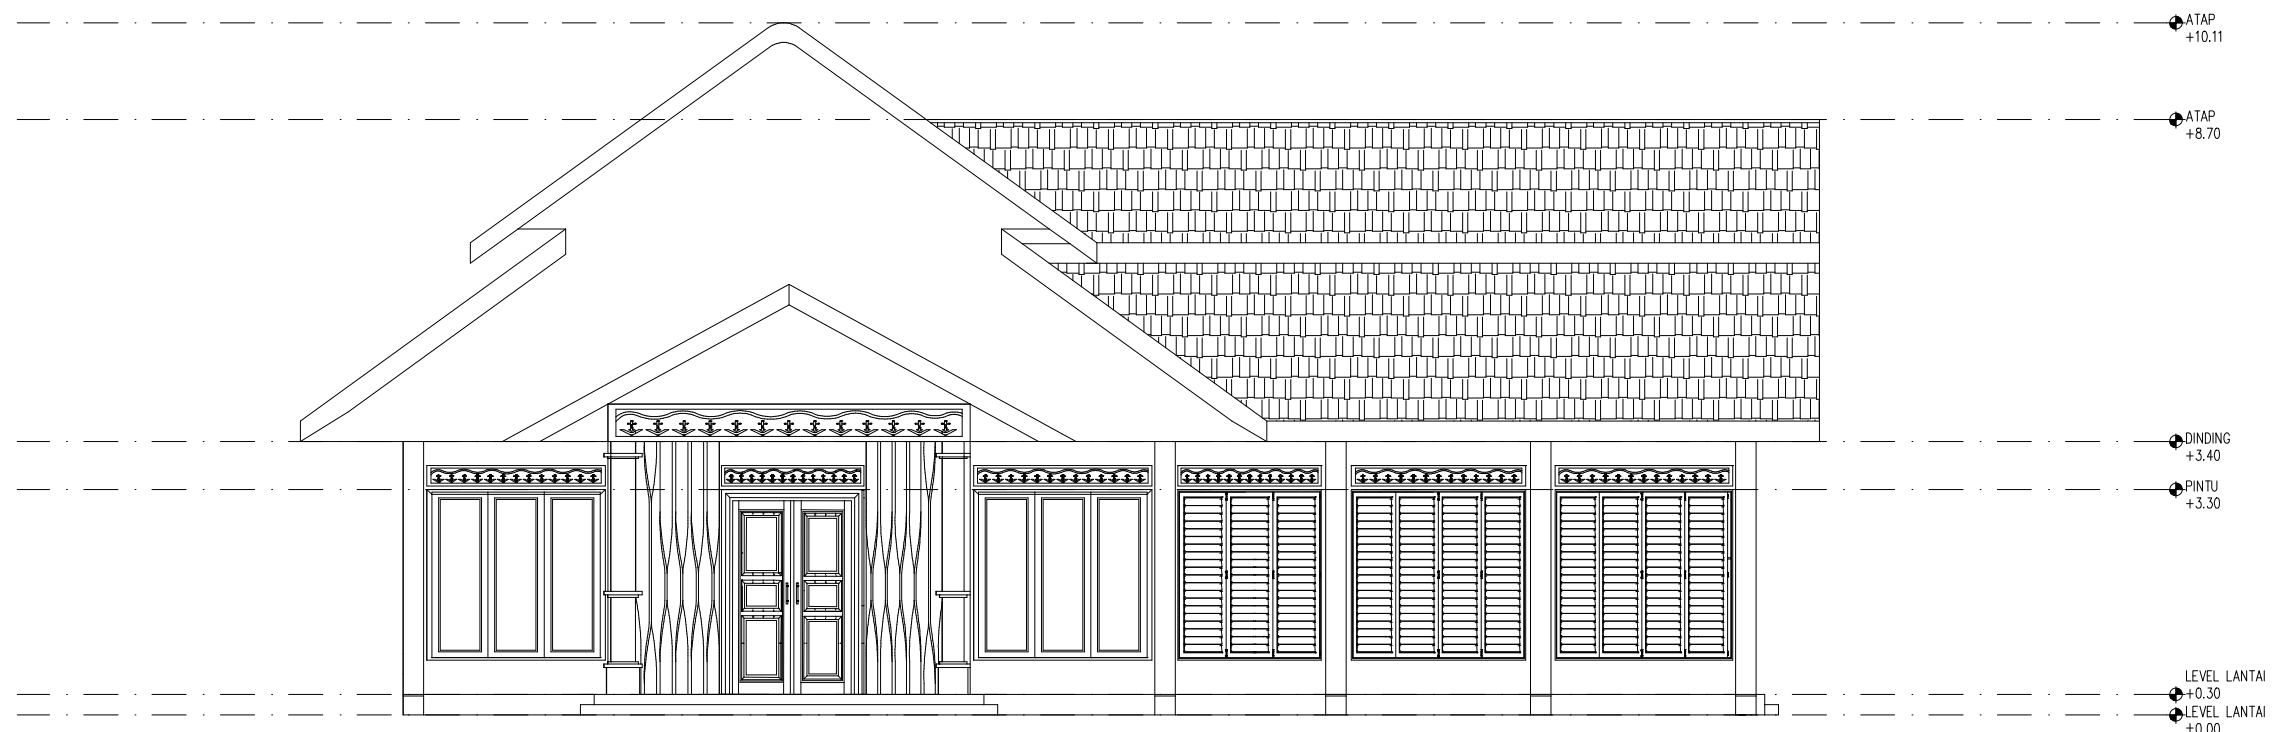 ATAP
+10.11
ATAP
+8.70
DINDING
+3.40
PINTU
+3.30
LEVEL LANTAI
+0.30
LEVEL LANTAI
+0.00